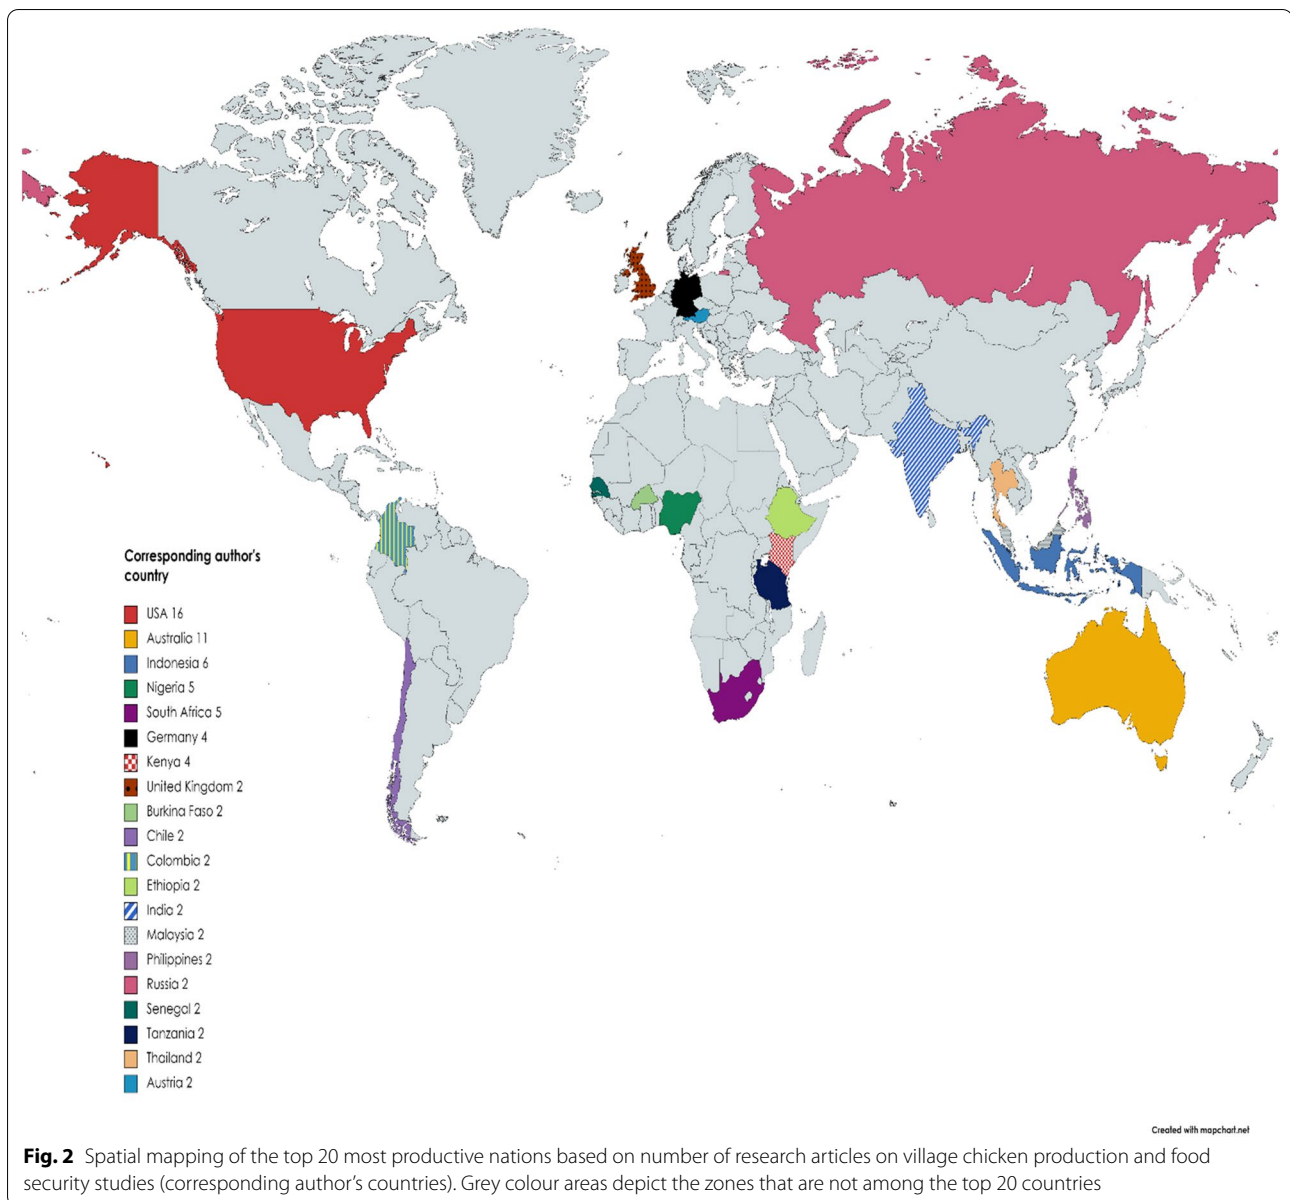 Corresponding author's
country
USA 16
Australia 11
Indonesia 6
Nigeria 5
South Africa 5
Germany 4
Kenya 4
United Kingdom 2
Burkina Faso 2
Chile 2
Colombia 2
Ethiopia 2
India 2
Malaysia 2
Philippines 2
Russia 2
Senegal 2
Tanzania 2
Thailand 2
Austria 2
Created with mapchart.net
Fig. 2 Spatial mapping of the top 20 most productive nations based on number of research articles on village chicken production and food
security studies (corresponding author's countries). Grey colour areas depict the zones that are not among the top 20 countries